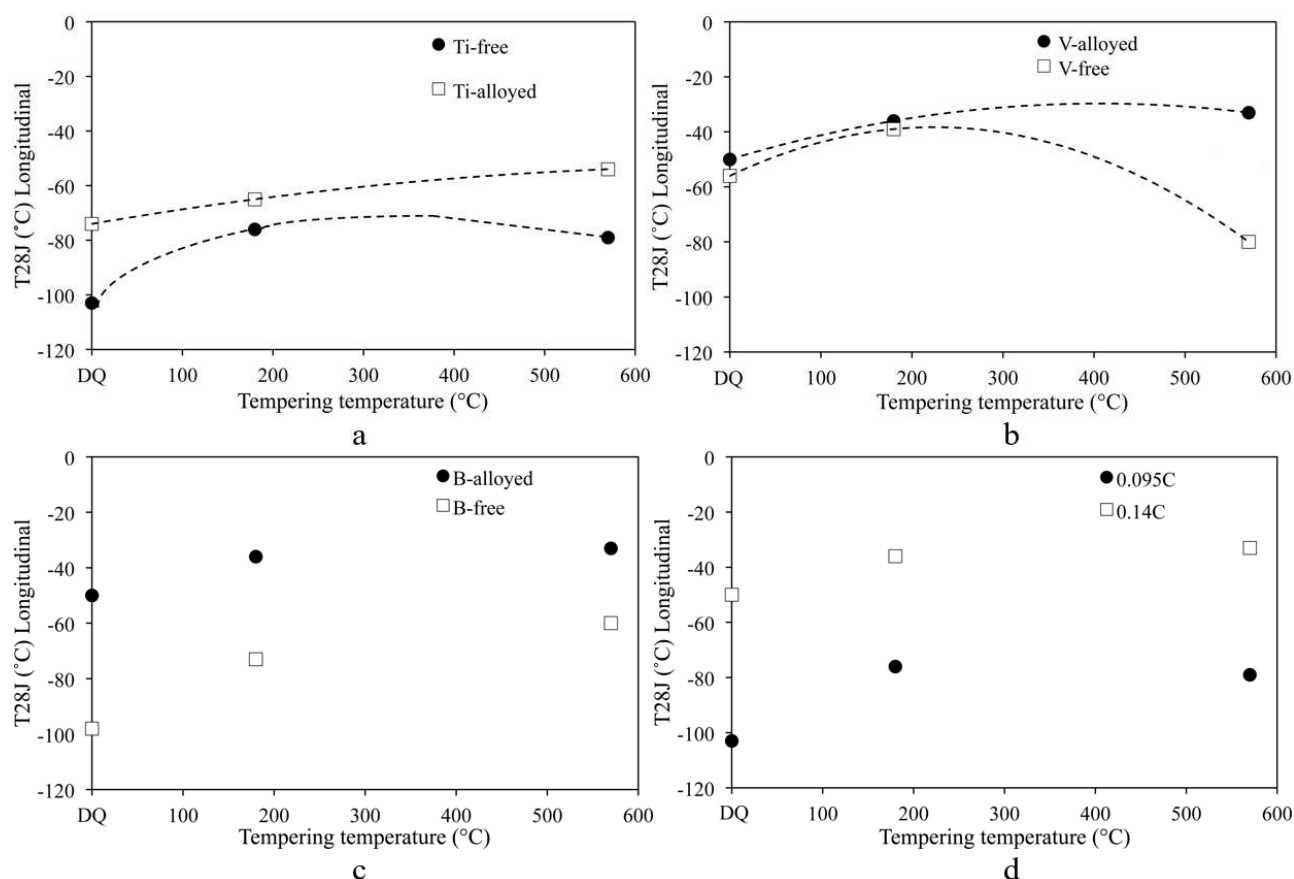 0
-20
-40
-60
-80
-100
-120
T28J (˚C) Longitudinal
Ti-free
Ti-alloyed
DQ 100 200 300 400 500 600
Tempering temperature (°C)
a
0
-20
-40
-60
-80
-100
-120
T28J (˚C) Longitudinal
V-alloyed
V-free
DQ 100 200 300 400 500 600
Tempering temperature (°C)
b
0
-20
-40
-60
-80
-100
-120
T28J (˚C) Longitudinal
B-alloyed
B-free
DQ 100 200 300 400 500 600
Tempering temperature (°C)
c
0
-20
-40
-60
-80
-100
-120
T28J (˚C) Longitudinal
0.095C
0.14C
DQ 100 200 300 400 500 600
Tempering temperature (°C)
d